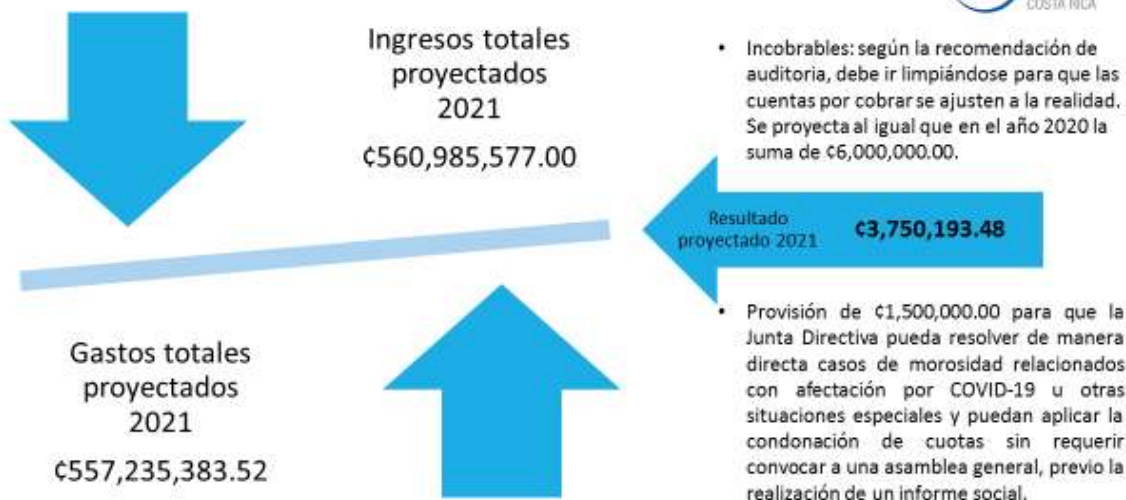 COSTA RICA
Ingresos totales
proyectados
2021
¢560,985,577.00
• Incobrables: según la recomendación de
auditoria, debe ir limpiándose para que las
cuentas por cobrar se ajusten a la realidad.
Se proyecta al igual que en el año 2020 la
suma de ¢6,000,000.00.
Resultado
proyectado 2021
¢3,750,193.48
Gastos totales
proyectados
2021
¢557,235,383.52
• Provisión de ¢1,500,000.00 para que la
Junta Directiva pueda resolver de manera
directa casos de morosidad relacionados
con afectación por COVID-19 u otras
situaciones especiales y puedan aplicar la
condonación de cuotas sin requerir
convocar a una asamblea general, previo la
realización de un informe social.